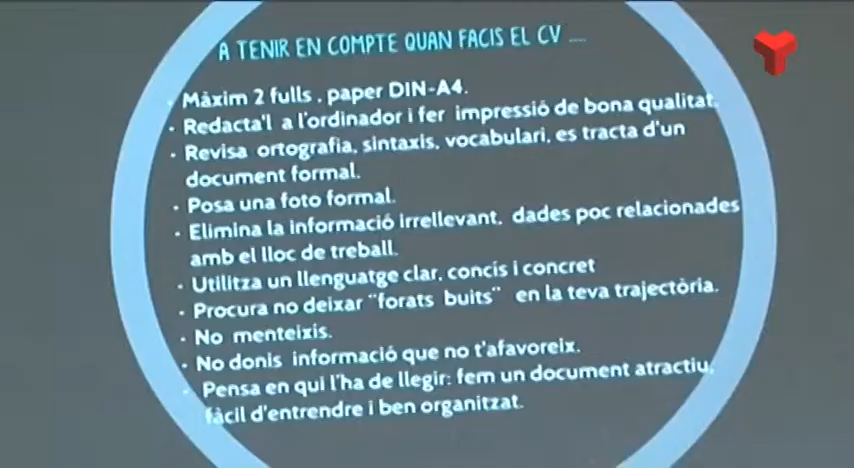 A TENIR EN COMPTE QUAN FACIS EL CV ....
• Màxim 2 fulls , paper DIN-A4.
• Redacta'l a l'ordinador i fer impressió de bona qualitat.
• Revisa ortografia, sintaxis, vocabulari, es tracta d'un
document formal.
• Posa una foto formal.
• Elimina la informació irrellevant, dades poc relacionades
amb el lloc de treball.
• Utilitza un llenguatge clar, concís i concret
• Procura no deixar ¨forats buits¨ en la teva trajectòria.
• No menteixis.
• No donis informació que no t'afavoreix.
• Pensa en qui l'ha de llegir: fem un document atractiu,
fàcil d'entrendre i ben organitzat.